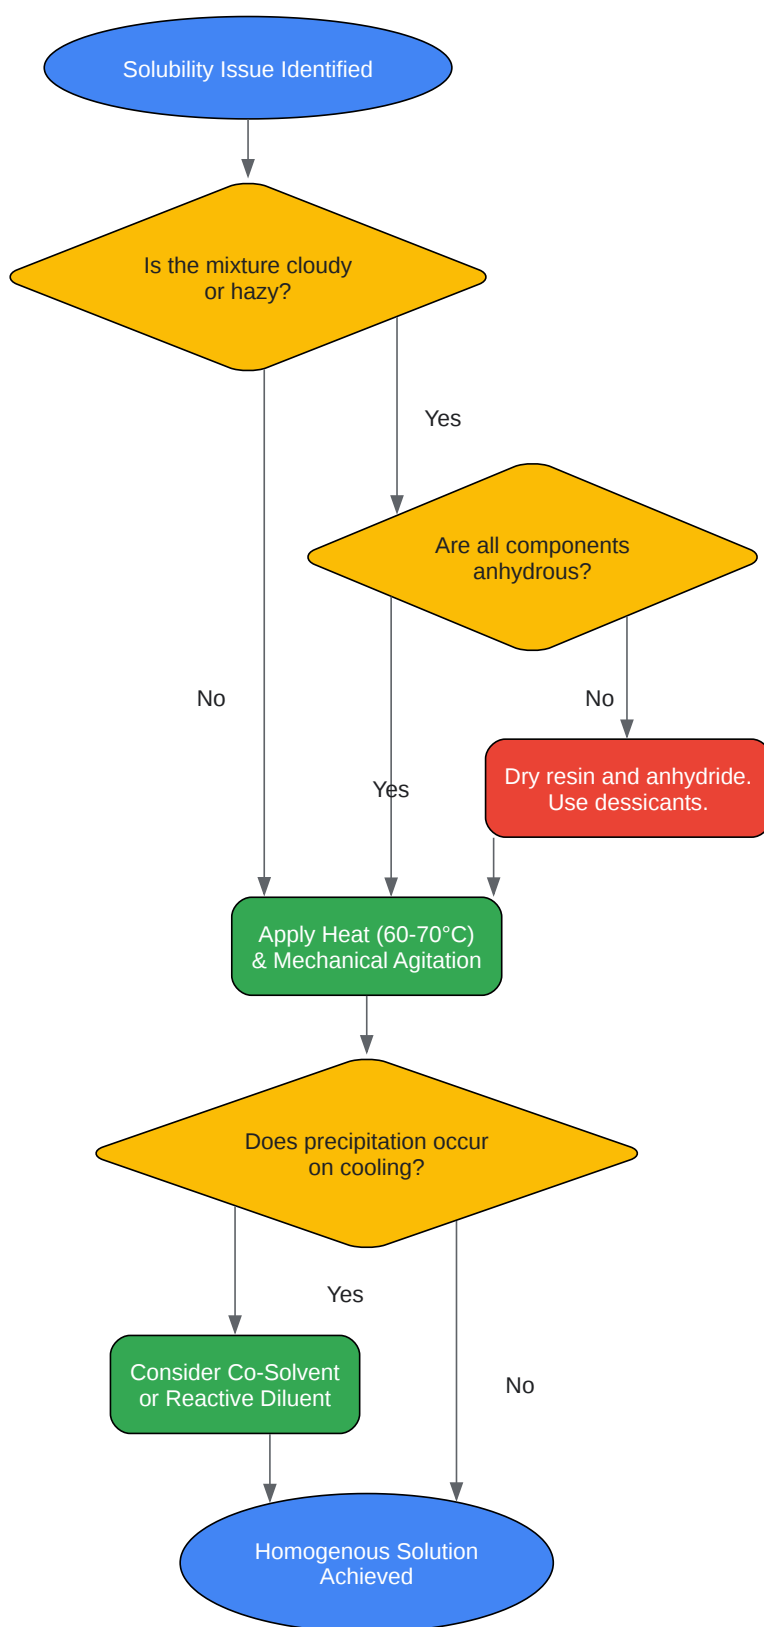 Solubility Issue Identified
Is the mixture cloudy
or hazy?
Yes
Are all components
anhydrous?
No
No
Dry resin and anhydride.
Use dessicants.
Yes
Apply Heat (60-70°C)
& Mechanical Agitation
Does precipitation occur
on cooling?
Yes
Consider Co-Solvent
or Reactive Diluent
No
Homogenous Solution
Achieved